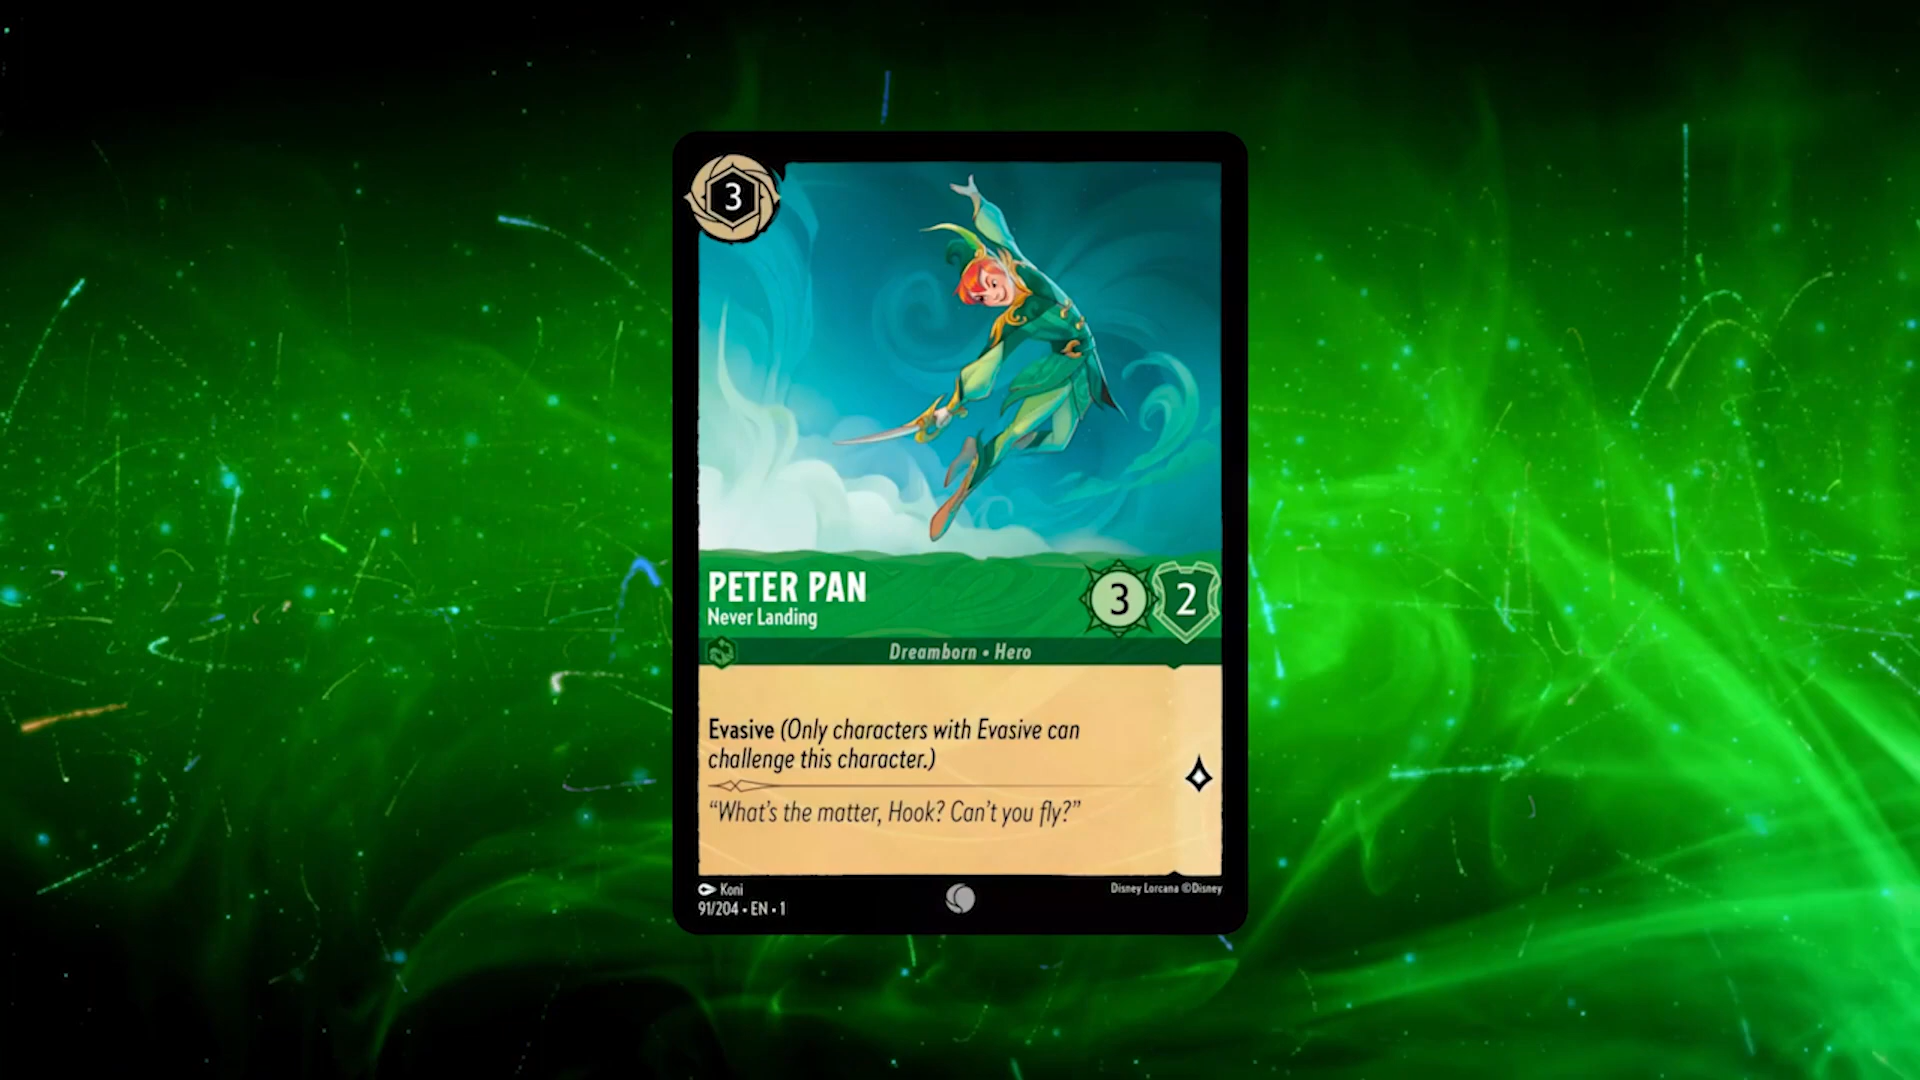 3
PETER PAN
Never Landing
3 2
Dreamborn • Hero
Evasive (Only characters with Evasive can
challenge this character.)
“What’s the matter, Hook? Can’t you fly?”
Koni
Disney Lorcana ©Disney
91/204 • EN • 1